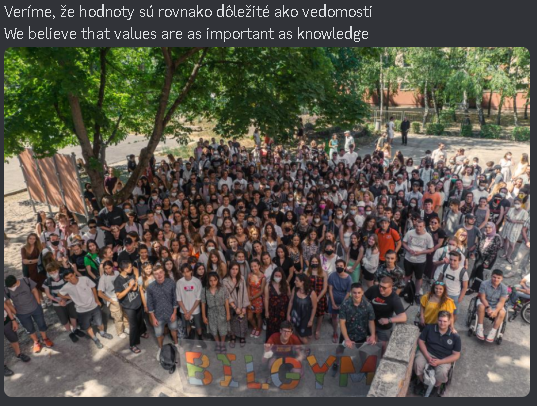 Veríme, že hodnoty sú rovnako dôležité ako vedomosti
We believe that values are as important as knowledge
BILGYM